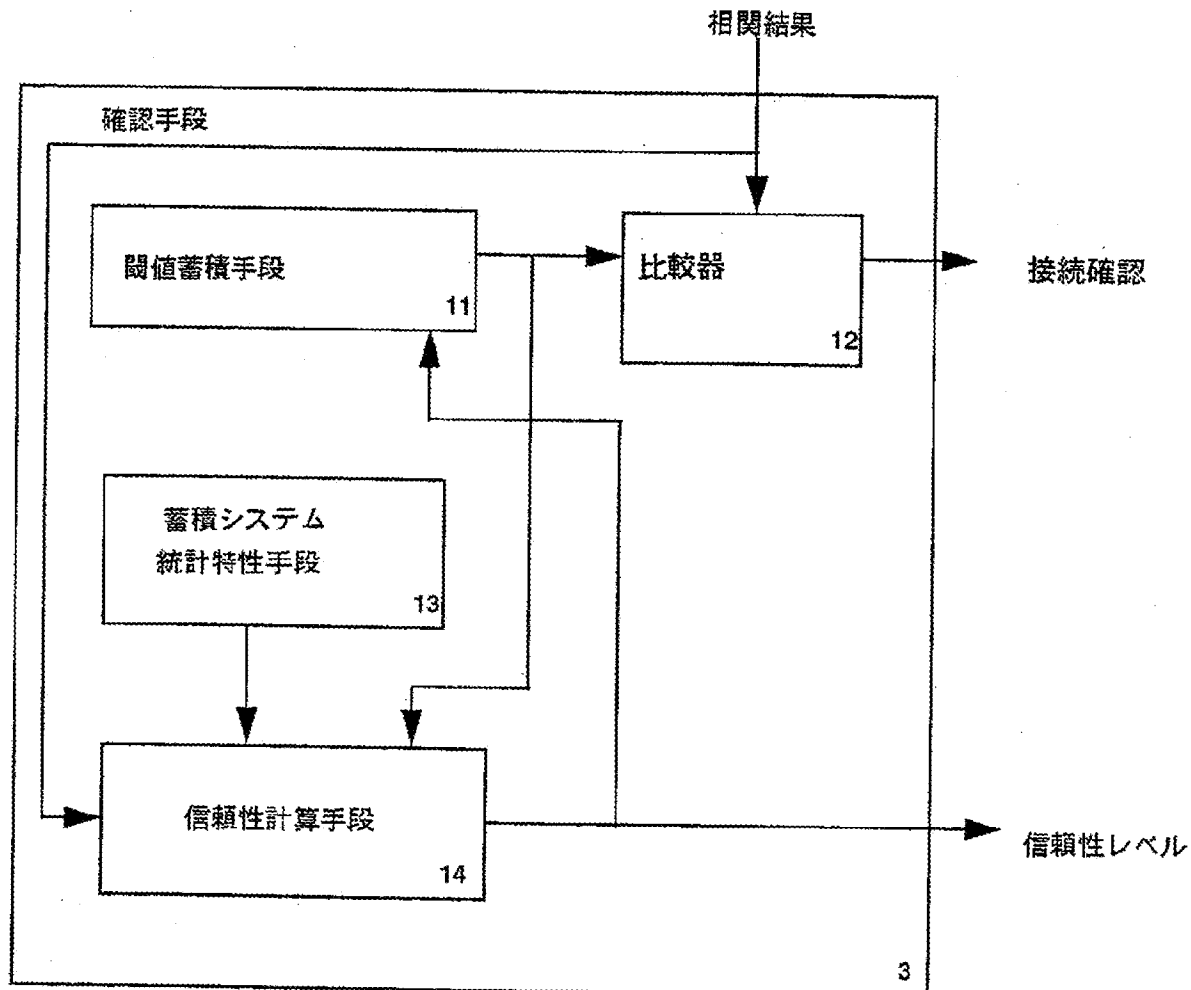 相関結果
確認手段
閾値蓄積手段
11
比較器
12
接続確認
蓄積システム
統計特性手段
13
信頼性計算手段
14
信頼性レベル
3